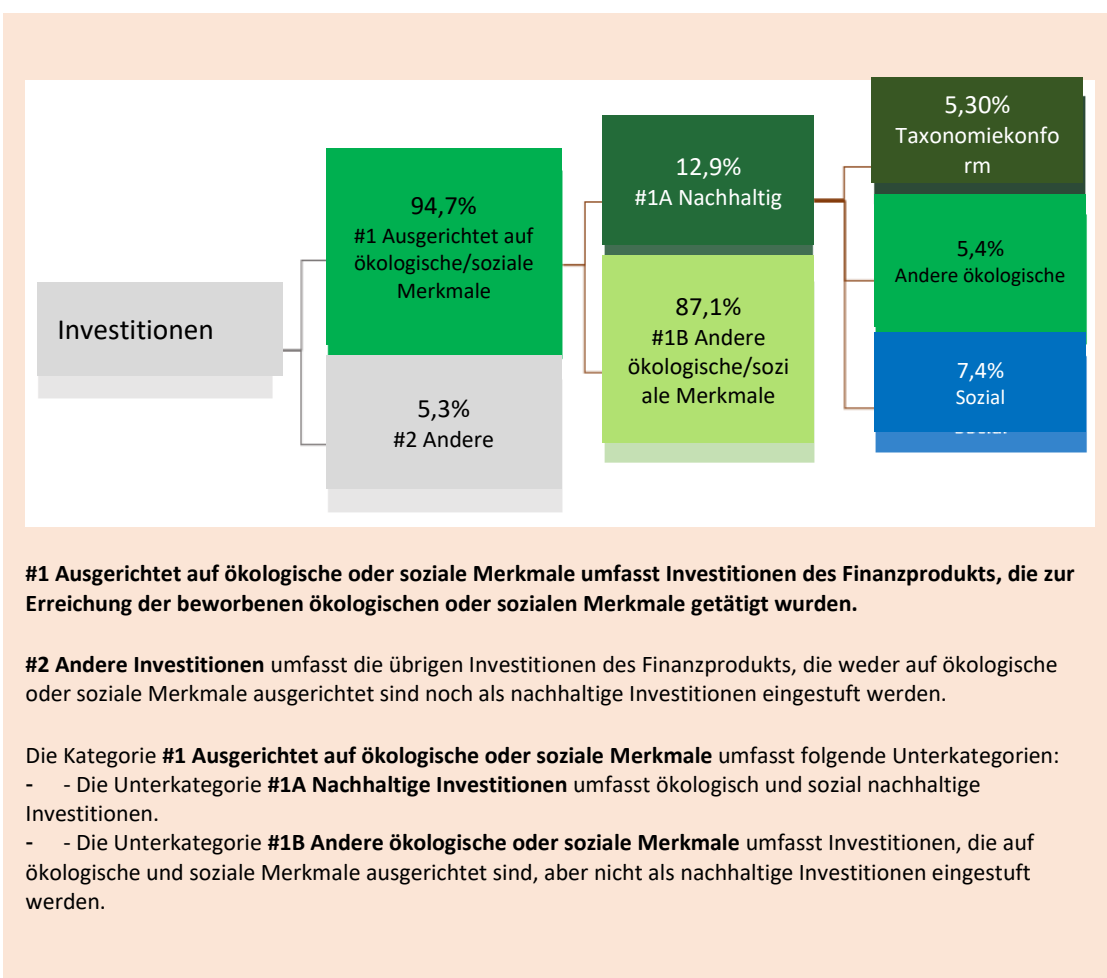 Investitionen
94,7%
#1 Ausgerichtet auf
ökologische/soziale
Merkmale
5,3%
#2 Andere
12,9%
#1A Nachhaltig
87,1%
#1B Andere
ökologische/sozi
ale Merkmale
5,30%
Taxonomiekonfo
rm
5,4%
Andere ökologische
7,4%
Sozial
#1 Ausgerichtet auf ökologische oder soziale Merkmale umfasst Investitionen des Finanzprodukts, die zur
Erreichung der beworbenen ökologischen oder sozialen Merkmale getätigt wurden.
#2 Andere Investitionen umfasst die übrigen Investitionen des Finanzprodukts, die weder auf ökologische
oder soziale Merkmale ausgerichtet sind noch als nachhaltige Investitionen eingestuft werden.
Die Kategorie #1 Ausgerichtet auf ökologische oder soziale Merkmale umfasst folgende Unterkategorien:
- - Die Unterkategorie #1A Nachhaltige Investitionen umfasst ökologisch und sozial nachhaltige
Investitionen.
- - Die Unterkategorie #1B Andere ökologische oder soziale Merkmale umfasst Investitionen, die auf
ökologische und soziale Merkmale ausgerichtet sind, aber nicht als nachhaltige Investitionen eingestuft
werden.